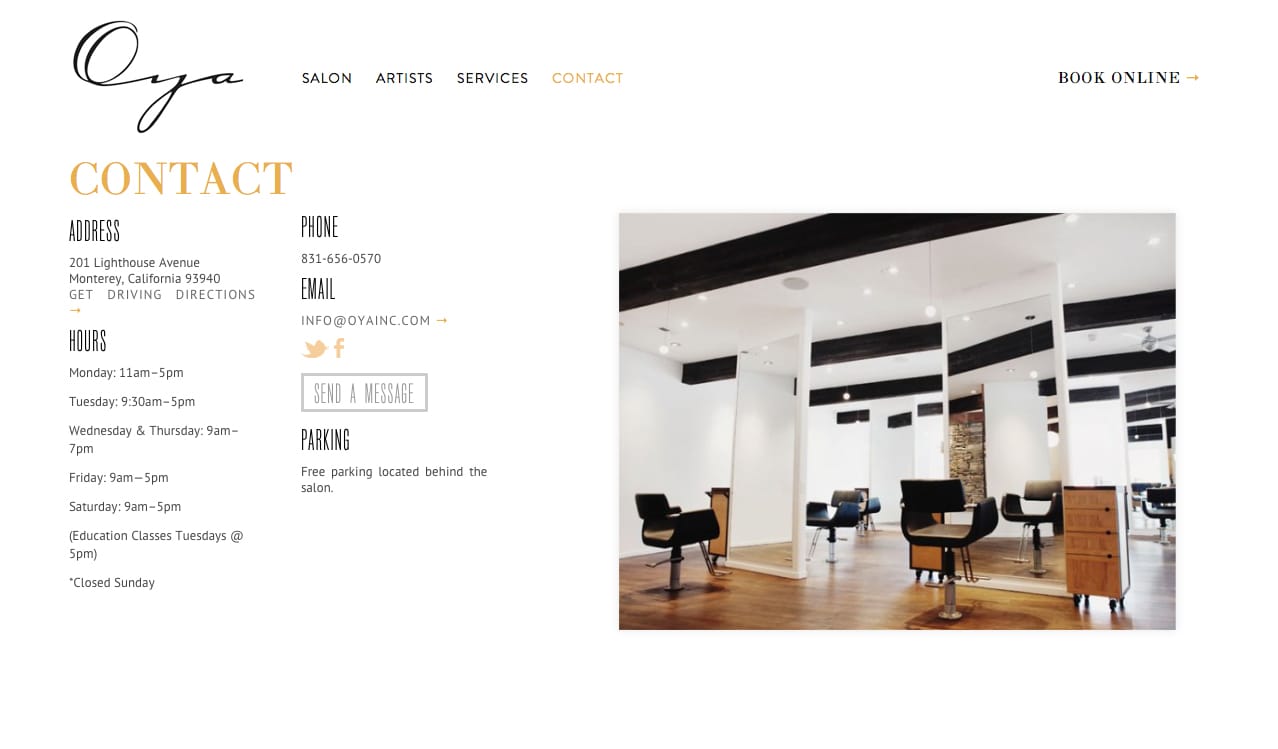 Oya
SALON ARTISTS SERVICES CONTACT
BOOK ONLINE →
CONTACT
ADDRESS
201 Lighthouse Avenue
Monterey, California 93940
GET DRIVING DIRECTIONS
→
HOURS
Monday: 11am–5pm
Tuesday: 9:30am–5pm
Wednesday & Thursday: 9am–
7pm
Friday: 9am—5pm
Saturday: 9am–5pm
(Education Classes Tuesdays @
5pm)
*Closed Sunday
PHONE
831-656-0570
EMAIL
INFO@OYAINC.COM →
SEND A MESSAGE
PARKING
Free parking located behind the
salon.